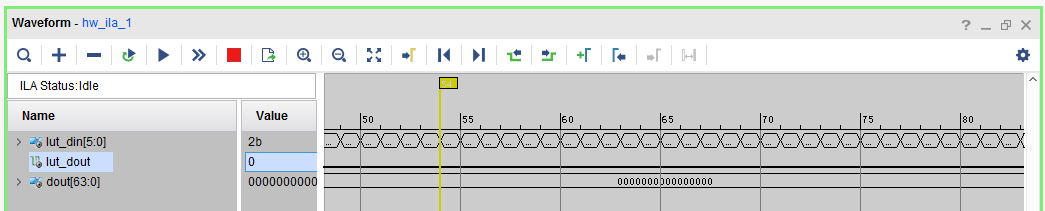 Waveform - hw_ila_1
ILA Status: Idle
Name Value
50 55 60 65 70 75 80
lut_din[5:0] 2b
lut_dout 0
dout[63:0] 0000000000 0000000000000000